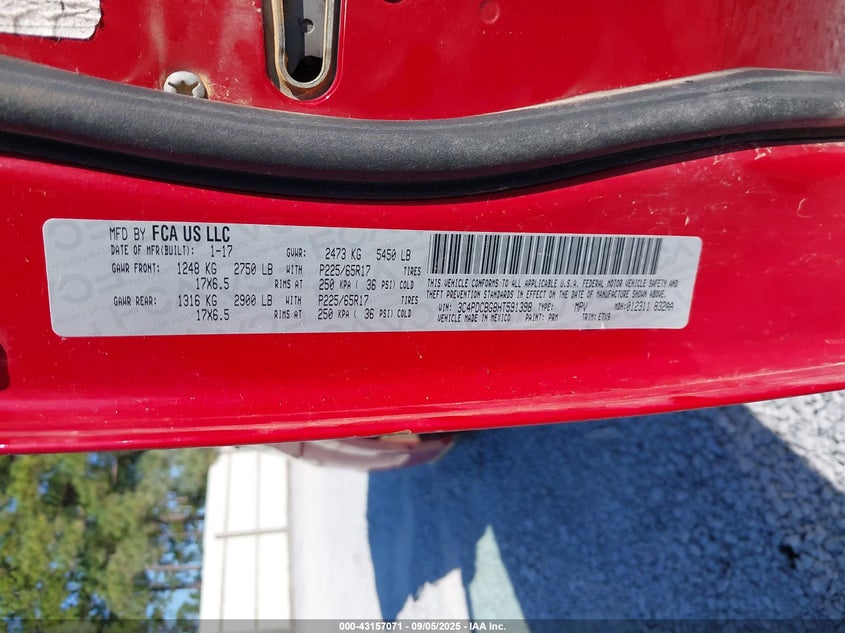 MFD BY FCA US LLC
DATE OF MFR(BUILT): 1-17 GVWR: 2473 KG 5450 LB
GAWR FRONT: 1248 KG 2750 LB WITH P225/65R17 TIRES
17X6.5 RIMS AT 250 KPA ( 36 PSI) COLD
GAWR REAR: 1316 KG 2900 LB WITH P225/65R17 TIRES
17X6.5 RIMS AT 250 KPA ( 36 PSI) COLD
THIS VEHICLE CONFORMS TO ALL APPLICABLE U.S.A. FEDERAL MOTOR VEHICLE SAFETY AND
THEFT PREVENTION STANDARDS IN EFFECT ON THE DATE OF MANUFACTURE SHOWN ABOVE.
VIN: 3C4PDCBG8HT591398 TYPE: MPV MDH: 012311 832AA
VEHICLE MADE IN MEXICO PAINT: PRM TRIM: E7X9
000-43157071 - 09/05/2025 - IAA Inc.